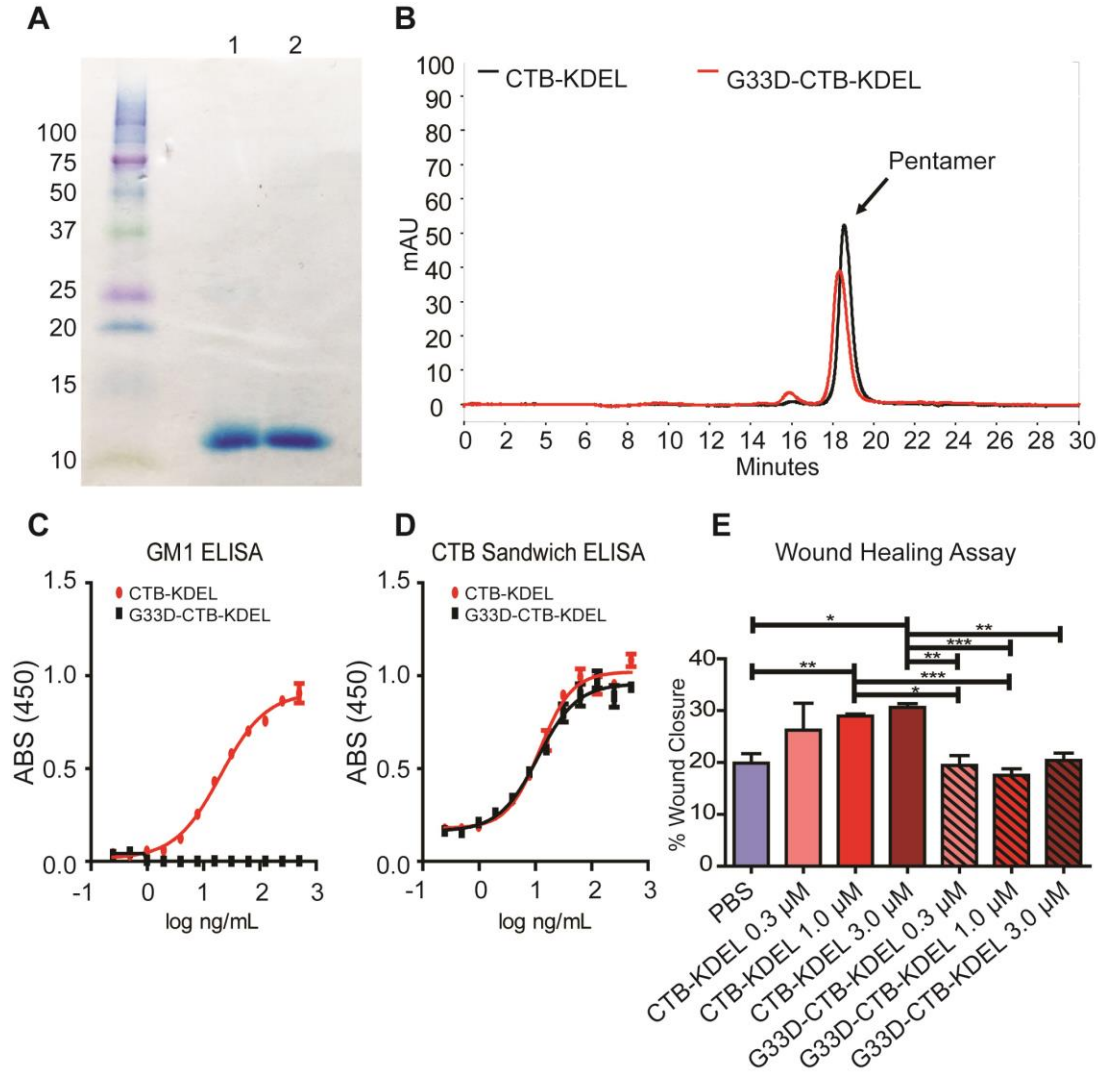 A
1 2
100
75
50
37
25
20
15
10
B
CTB-KDEL G33D-CTB-KDEL
Pentamer
mAU
100
90
80
70
60
50
40
30
20
10
0
0 2 4 6 8 10 12 14 16 18 20 22 24 26 28 30
Minutes
C
GM1 ELISA
CTB-KDEL
G33D-CTB-KDEL
ABS (450)
1.5
1.0
0.5
0.0
-1 0 1 2 3
log ng/mL
D
CTB Sandwich ELISA
CTB-KDEL
G33D-CTB-KDEL
ABS (450)
1.5
1.0
0.5
0.0
-1 0 1 2 3
log ng/mL
E
Wound Healing Assay
% Wound Closure
40
30
20
10
0
*
**
**
***
**
***
*
PBS
CTB-KDEL 0.3 µM
CTB-KDEL 1.0 µM
CTB-KDEL 3.0 µM
G33D-CTB-KDEL 0.3 µM
G33D-CTB-KDEL 1.0 µM
G33D-CTB-KDEL 3.0 µM